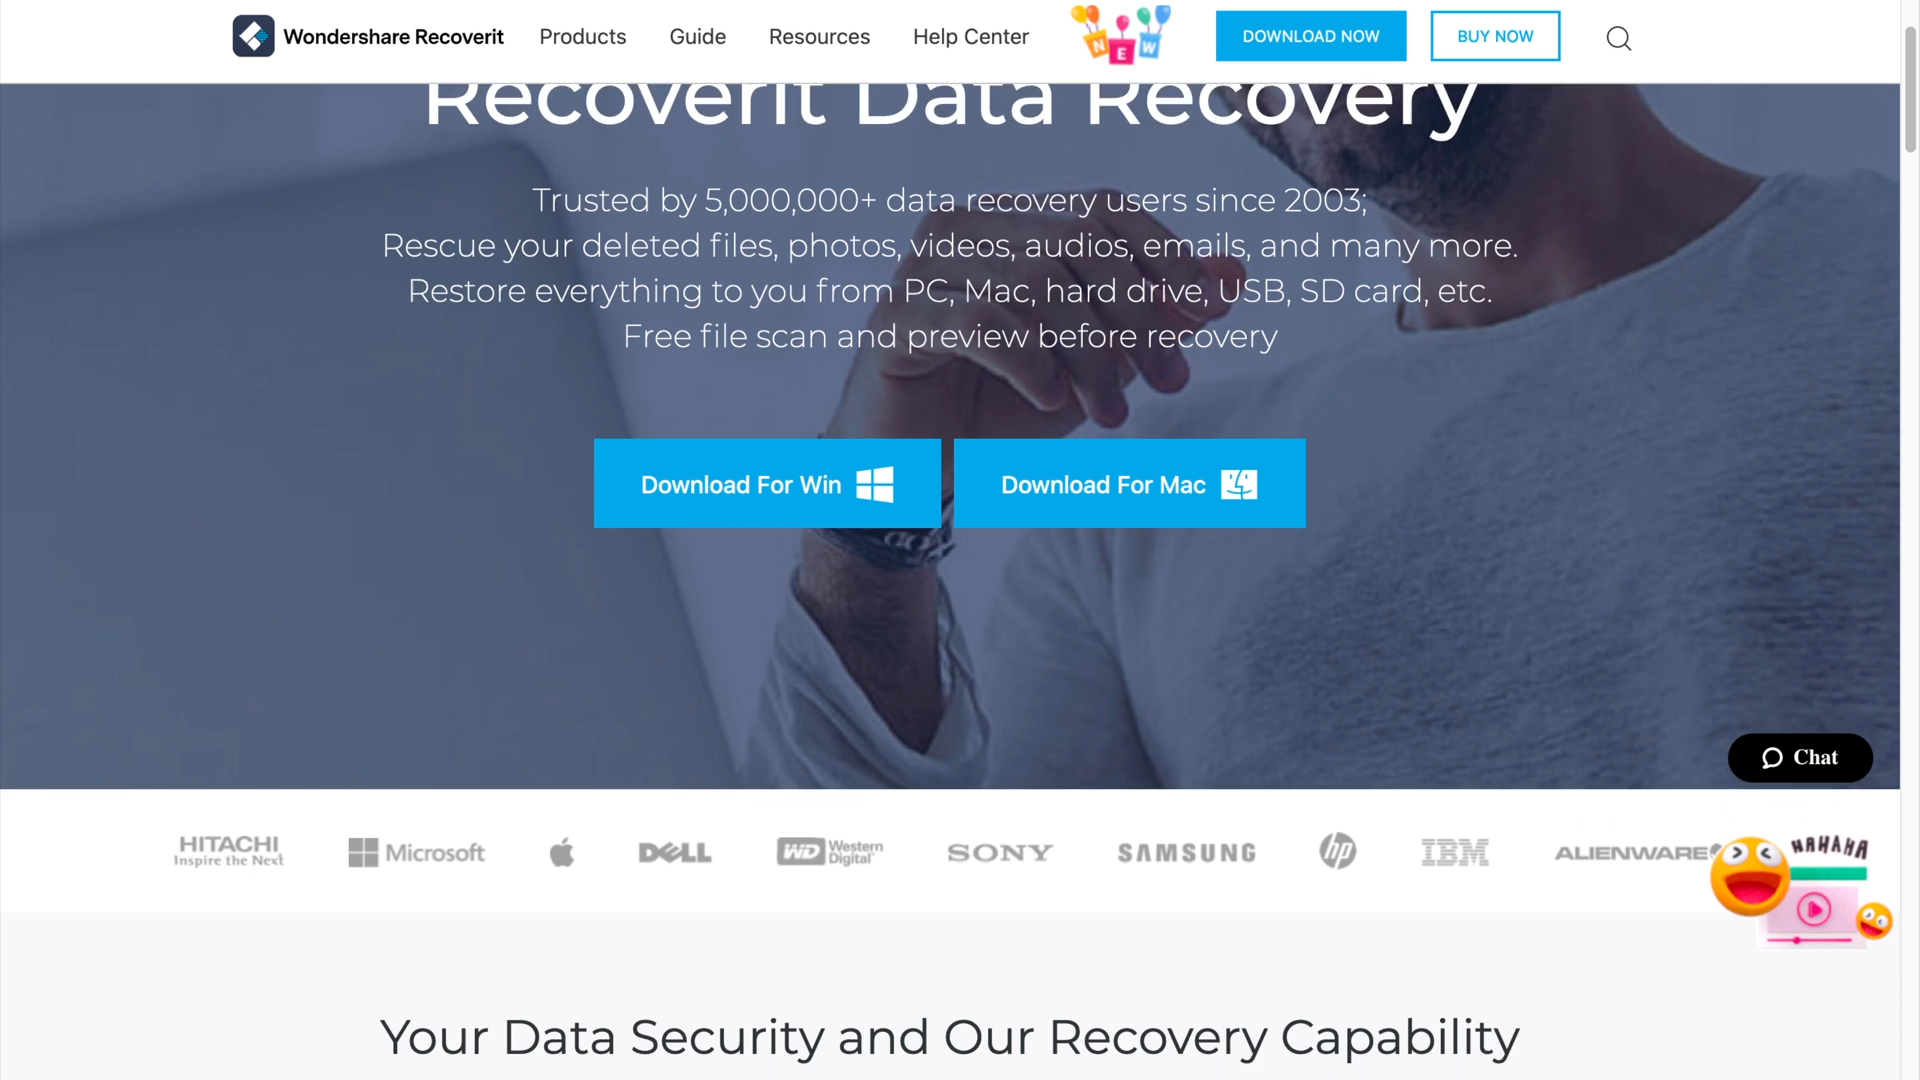 Wondershare Recoverit
Products
Guide
Resources
Help Center
NEW
DOWNLOAD NOW
BUY NOW
Recoverit Data Recovery
Trusted by 5,000,000+ data recovery users since 2003;
Rescue your deleted files, photos, videos, audios, emails, and many more.
Restore everything to you from PC, Mac, hard drive, USB, SD card, etc.
Free file scan and preview before recovery
Download For Win
Download For Mac
Chat
HITACHI
Inspire the Next
Microsoft
DELL
WD Western
Digital
SONY
SAMSUNG
hp
IBM
ALIENWARE
HAHAHA
Your Data Security and Our Recovery Capability